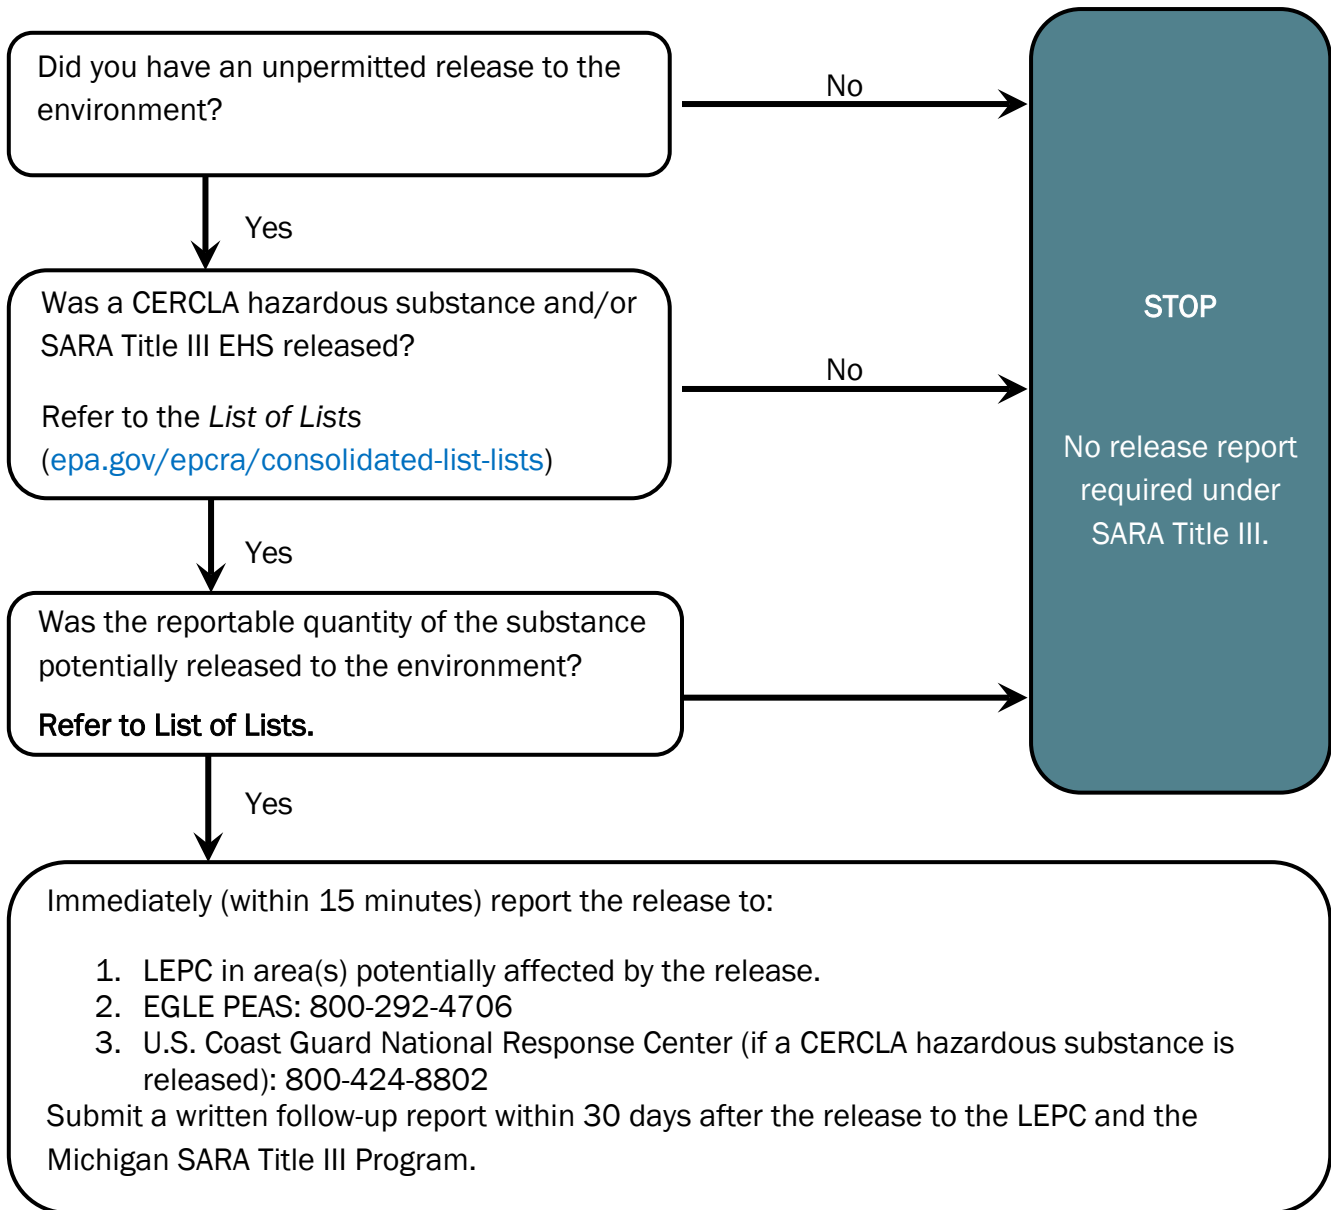 Did you have an unpermitted release to the
environment?
No
Yes
Was a CERCLA hazardous substance and/or
SARA Title III EHS released?
Refer to the List of Lists
(epa.gov/epcra/consolidated-list-lists)
No
Yes
Was the reportable quantity of the substance
potentially released to the environment?
Refer to List of Lists.
Yes
STOP
No release report
required under
SARA Title III.
Immediately (within 15 minutes) report the release to:
1. LEPC in area(s) potentially affected by the release.
2. EGLE PEAS: 800-292-4706
3. U.S. Coast Guard National Response Center (if a CERCLA hazardous substance is
released): 800-424-8802
Submit a written follow-up report within 30 days after the release to the LEPC and the
Michigan SARA Title III Program.